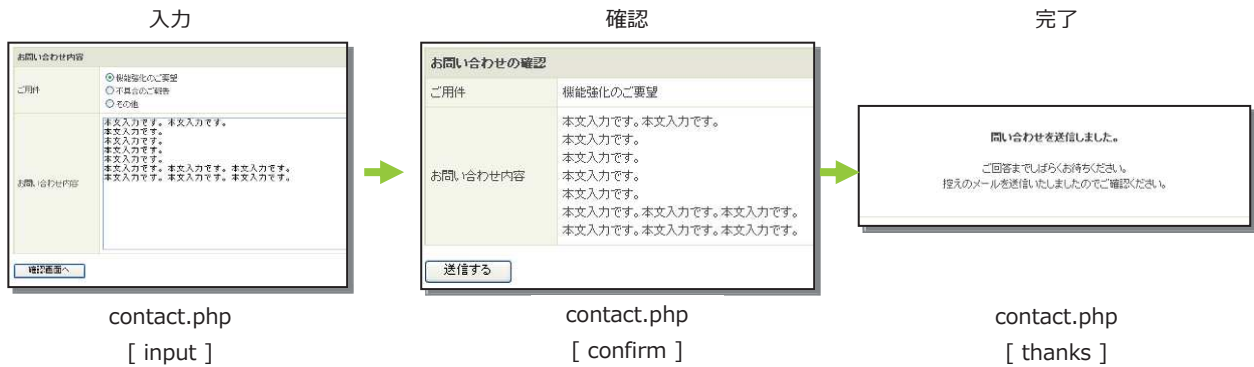 入力
お問い合わせ内容
ご用件
機能強化のご要望
不具合のご報告
その他
お問い合わせ内容
本文入力です。本文入力です。
本文入力です。
本文入力です。
本文入力です。
本文入力です。
本文入力です。本文入力です。本文入力です。
本文入力です。本文入力です。本文入力です。
確認画面へ
contact.php
[ input ]
確認
お問い合わせの確認
ご用件
機能強化のご要望
お問い合わせ内容
本文入力です。本文入力です。
本文入力です。
本文入力です。
本文入力です。
本文入力です。
本文入力です。本文入力です。本文入力です。
本文入力です。本文入力です。本文入力です。
送信する
contact.php
[ confirm ]
完了
問い合わせを送信しました。
ご回答までしばらくお待ちください。
控えのメールを送信いたしましたのでご確認ください。
contact.php
[ thanks ]